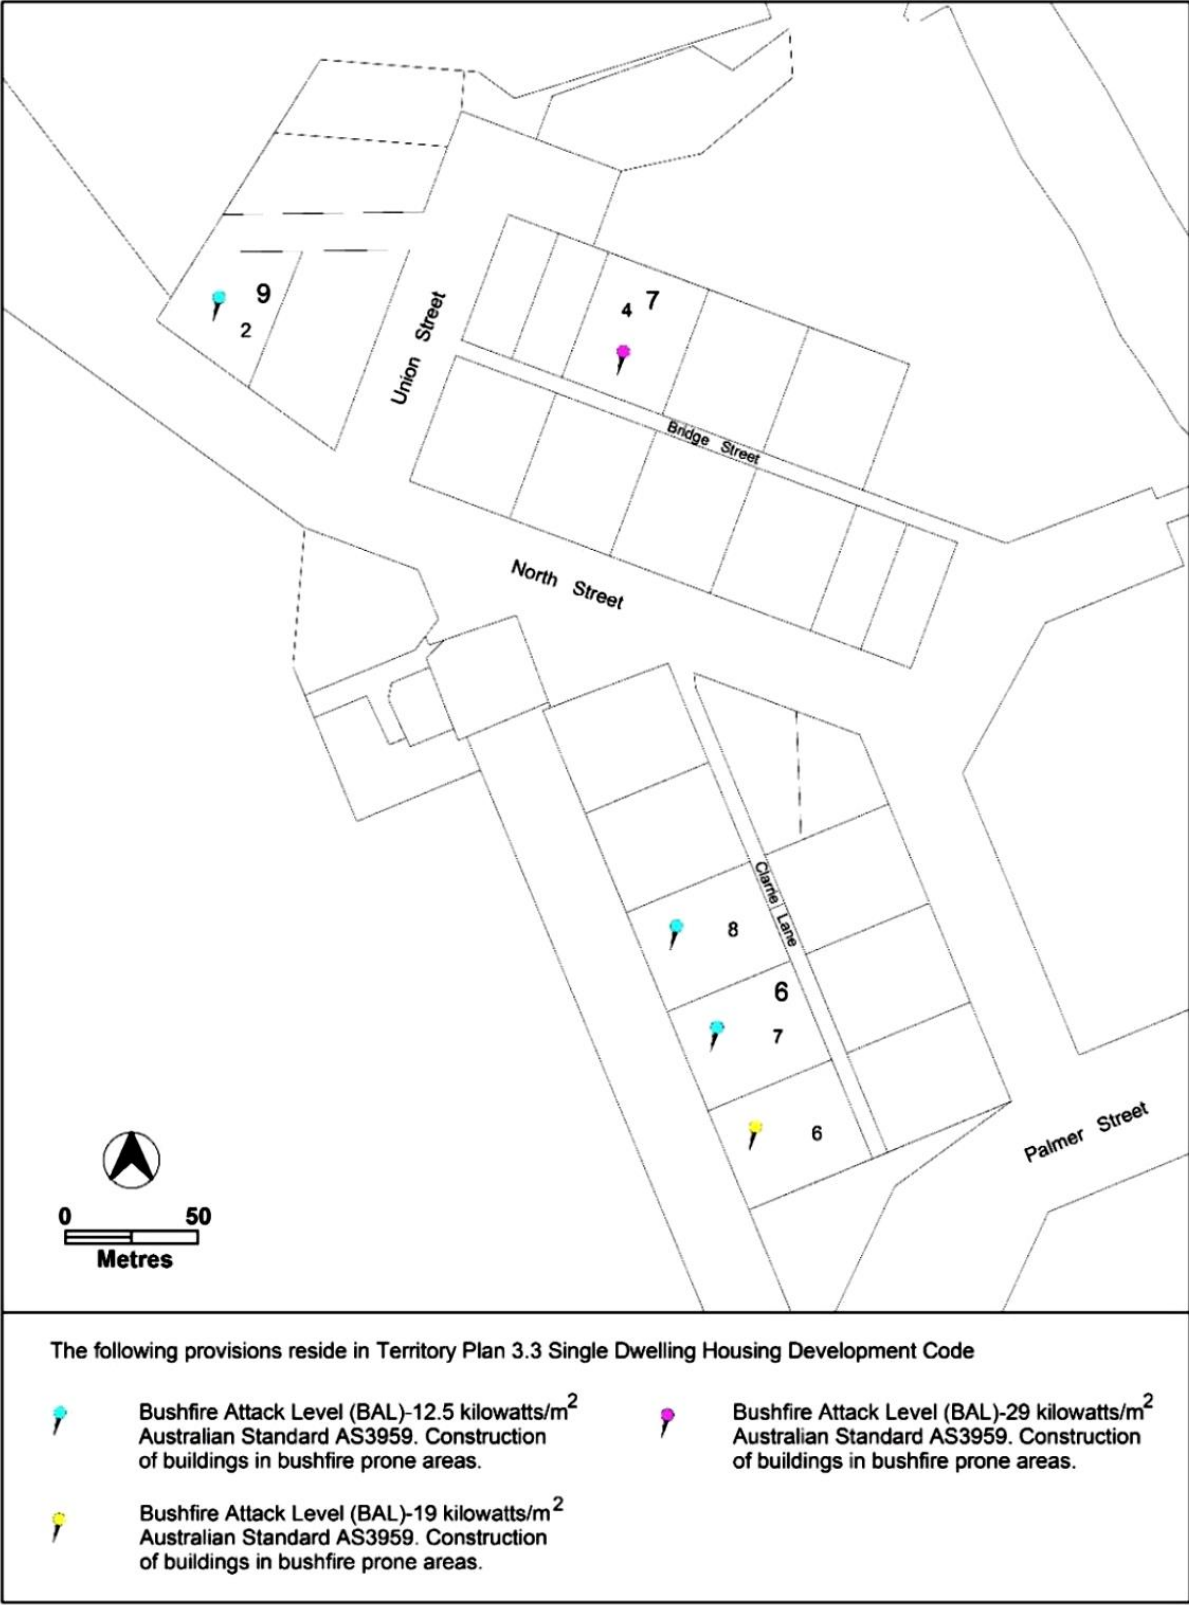 9
2
7
4
Union Street
Bridge Street
North Street
Clarrie Lane
8
6
7
6
Palmer Street
0 50
Metres
The following provisions reside in Territory Plan 3.3 Single Dwelling Housing Development Code
Bushfire Attack Level (BAL)-12.5 kilowatts/m²
Australian Standard AS3959. Construction
of buildings in bushfire prone areas.
Bushfire Attack Level (BAL)-29 kilowatts/m²
Australian Standard AS3959. Construction
of buildings in bushfire prone areas.
Bushfire Attack Level (BAL)-19 kilowatts/m²
Australian Standard AS3959. Construction
of buildings in bushfire prone areas.